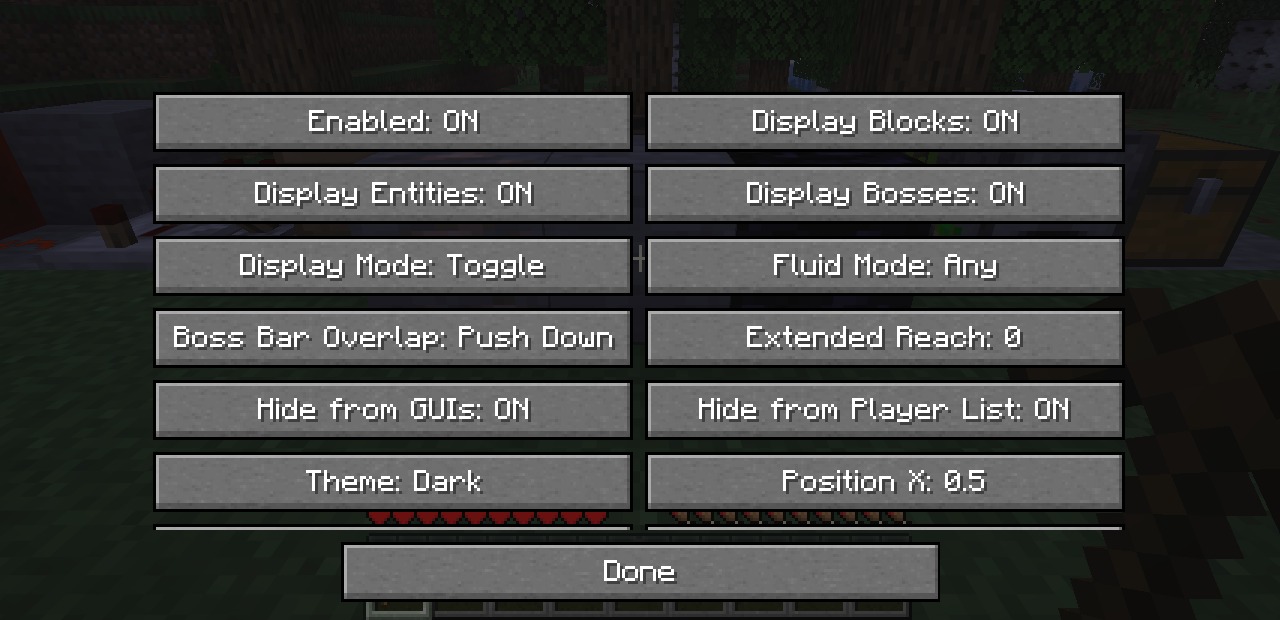 Enabled: ON
Display Blocks: ON
Display Entities: ON
Display Bosses: ON
Display Mode: Toggle
Fluid Mode: Any
Boss Bar Overlap: Push Down
Extended Reach: 0
Hide from GUIs: ON
Hide from Player List: ON
Theme: Dark
Position X: 0.5
Done